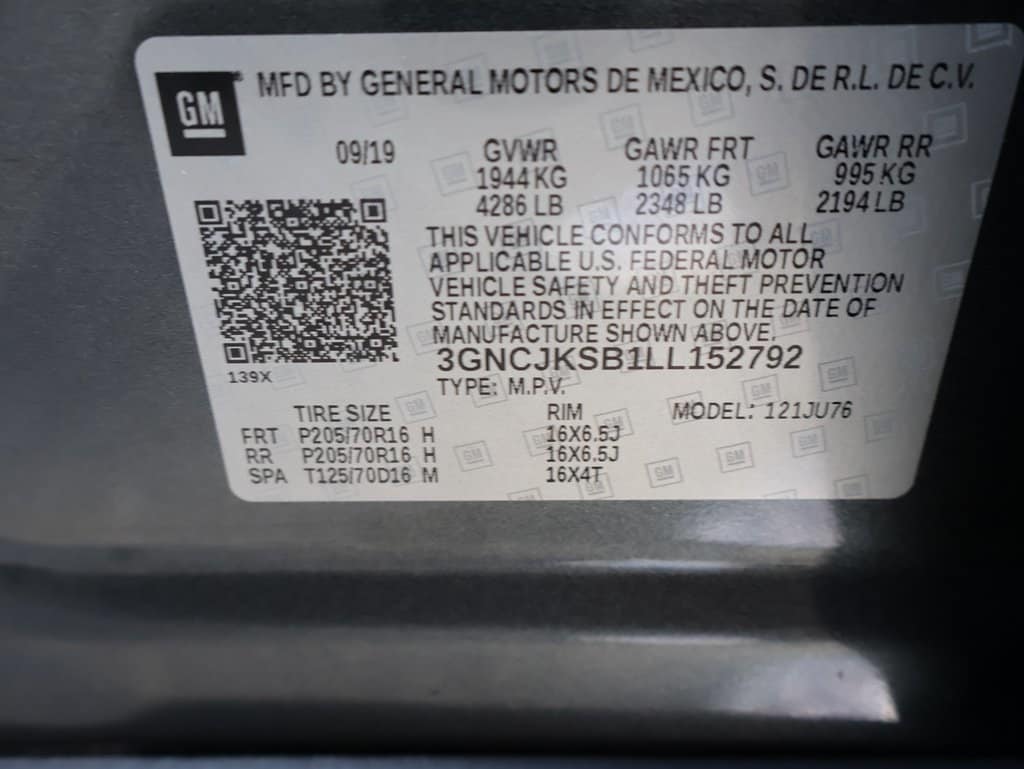 GM
MFD BY GENERAL MOTORS DE MEXICO, S. DE R.L. DE C.V.
09/19 GVWR GAWR FRT GAWR RR
1944 KG 1065 KG 995 KG
4286 LB 2348 LB 2194 LB
THIS VEHICLE CONFORMS TO ALL
APPLICABLE U.S. FEDERAL MOTOR
VEHICLE SAFETY AND THEFT PREVENTION
STANDARDS IN EFFECT ON THE DATE OF
MANUFACTURE SHOWN ABOVE.
3GNCJKSB1LL152792
139X
TYPE: M.P.V.
TIRE SIZE RIM MODEL: 121JU76
FRT P205/70R16 H 16X6.5J
RR P205/70R16 H 16X6.5J
SPA T125/70D16 M 16X4T